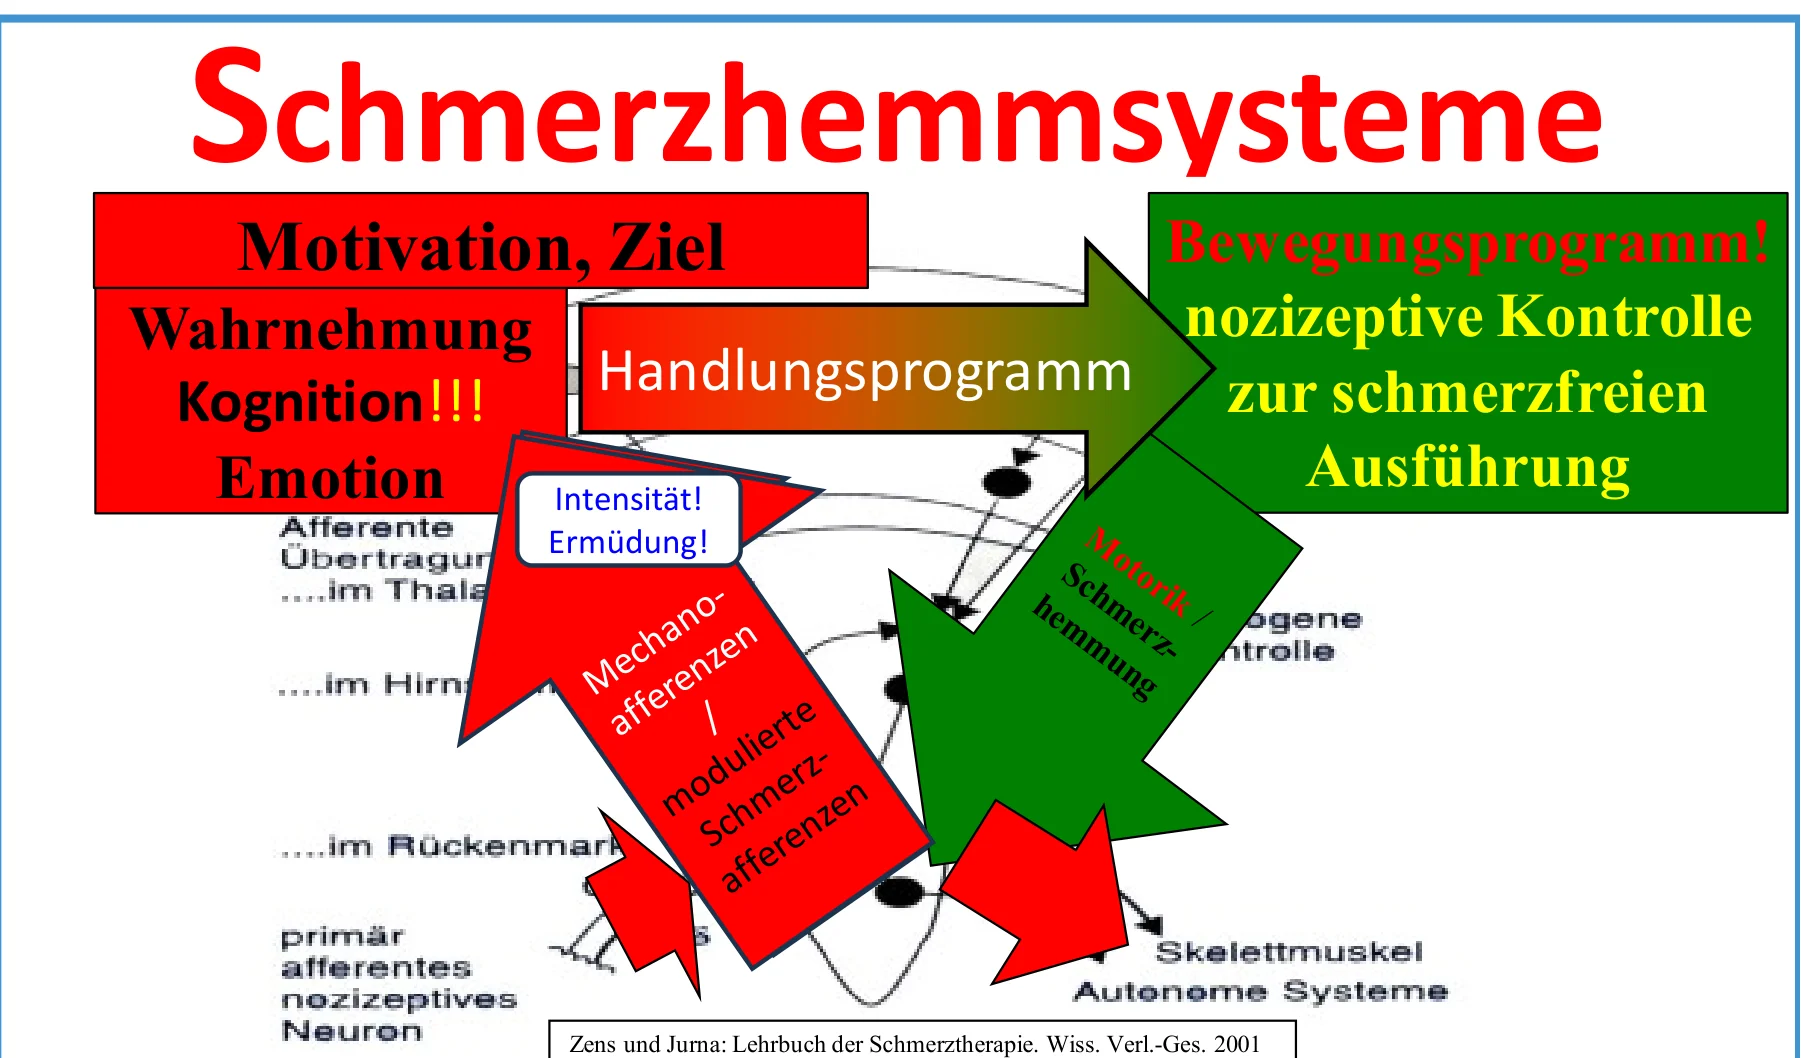 Schmerzhemmsysteme
Motivation, Ziel
Wahrnehmung
Kognition!!!
Emotion
Handlungsprogramm
Bewegungsprogramm!
nozizeptive Kontrolle
zur schmerzfreien
Ausführung
Intensität!
Ermüdung!
Afferente
....im
Motorik /
Schmerz-
hemmung
Mechano-
afferenzen
/
modulierte
Schmerz-
afferenzen
....im
....im Rückenmark
primär
afferentes
nozizeptives
Neuron
Skelettmuskel
Autonome Systeme
Zens und Jurna: Lehrbuch der Schmerztherapie. Wiss. Verl.-Ges. 2001